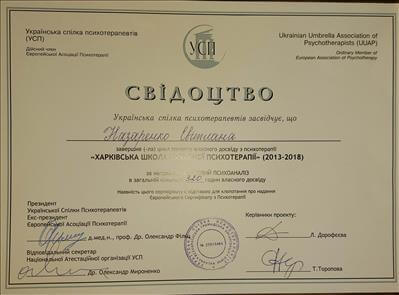 Українська спілка психотерапевтів
(УСП)
Дійсний член
Європейської Асоціації Психотерапії
УСП
Ukrainian Umbrella Association of
Psychotherapists (UUAP)
Ordinary Member of
European Association of Psychotherapy
СВІДОЦТВО
Українська спілка психотерапевтів засвідчує, що
Назаренко Світлана
завершив (-ла) цикл власного досвіду з психотерапії
«ХАРКІВСЬКА ШКОЛА ПСИХОТЕРАПІЇ» (2013-2018)
за ПСИХОАНАЛІЗ
в загальній 320 годин власного досвіду
Наявність цього сертифікату є підставою для клопотання про надання
Європейського Сертифікату з Психотерапії
Президент
Української Спілки Психотерапевтів
Екс-президент
Європейської Асоціації Психотерапії
д.мед.н., проф. Др. Олександр Фільц
Відповідальний секретар
Національної Атестаційної організації УСП
Др. Олександр Мироненко
Керівники проекту:
Л. Дорофєєва
Т.Торопова